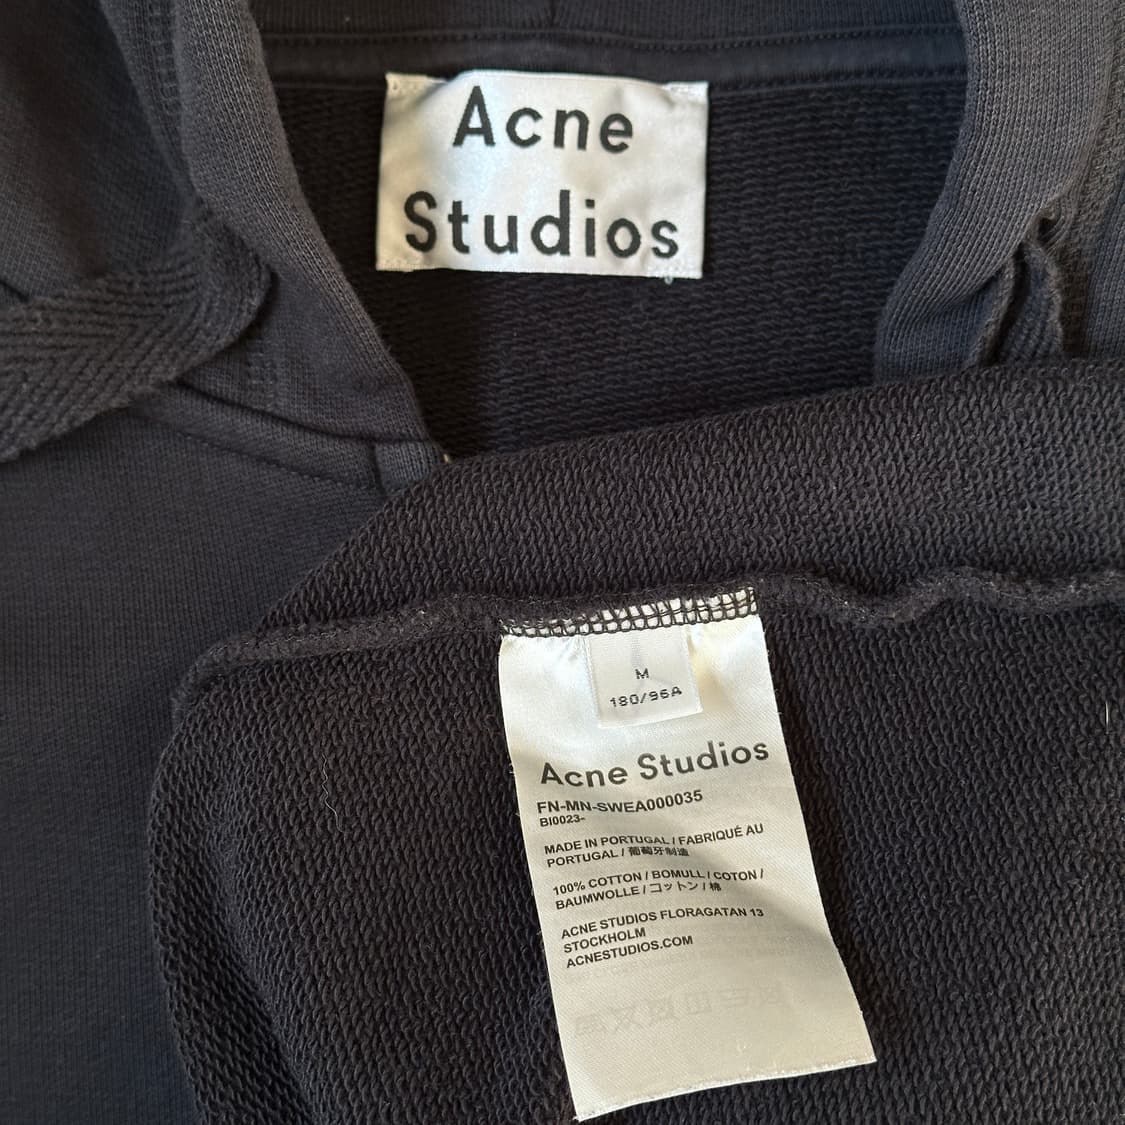 Acne
Studios
M
180/96A
Acne Studios
FN-MN-SWEA000035
BI0023-
MADE IN PORTUGAL / FABRIQUÉ AU
PORTUGAL / 葡萄牙制造
100% COTTON / BOMULL / COTON /
BAUMWOLLE / コットン / 棉
ACNE STUDIOS FLORAGATAN 13
STOCKHOLM
ACNESTUDIOS.COM